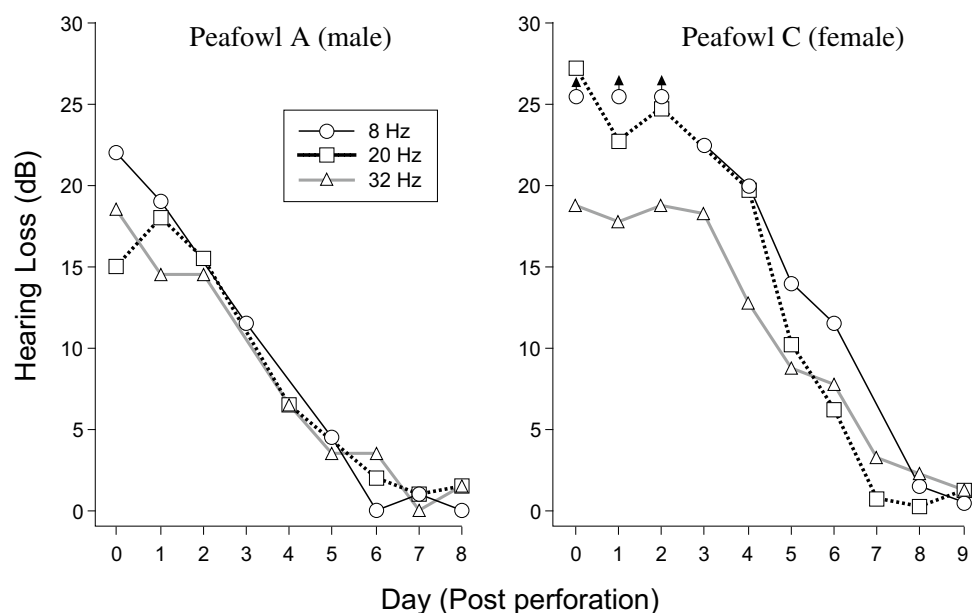 Peafowl A (male)
Peafowl C (female)
Hearing Loss (dB)
30
25
20
15
10
5
0
0 1 2 3 4 5 6 7 8
8 Hz
20 Hz
32 Hz
30
25
20
15
10
5
0
0 1 2 3 4 5 6 7 8 9
Day (Post perforation)